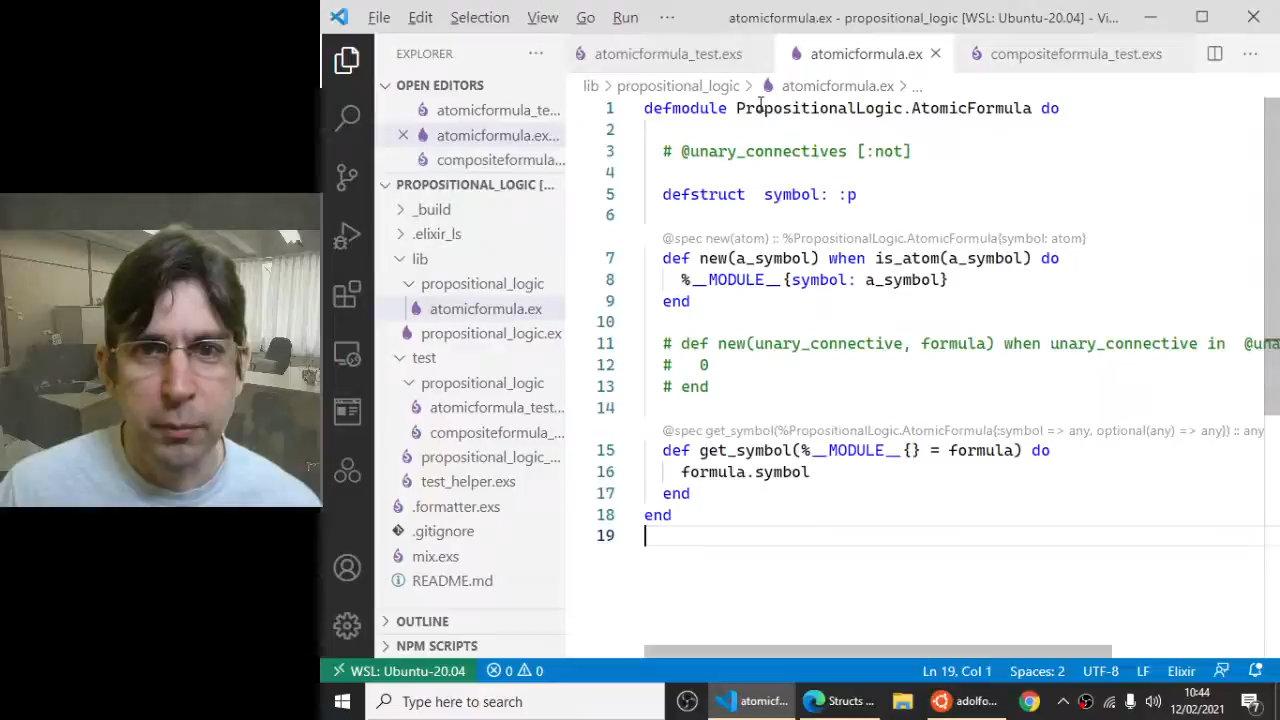 File Edit Selection View Go Run ··· atomicformula.ex - propositional_logic [WSL: Ubuntu-20.04] - Vi...
EXPLORER ···
atomicformula_test.exs atomicformula.ex compositeformula_test.exs ···
lib > propositional_logic > atomicformula.ex > ...
OPEN EDITORS
atomicformula_te...
atomicformula.ex...
compositeformula...
PROPOSITIONAL_LOGIC [...
_build
.elixir_ls
lib
propositional_logic
atomicformula.ex
propositional_logic.ex
test
propositional_logic
atomicformula_test...
compositeformula_...
propositional_logic_...
test_helper.exs
.formatter.exs
.gitignore
mix.exs
README.md
OUTLINE
NPM SCRIPTS
1 defmodule PropositionalLogic.AtomicFormula do
2
3 # @unary_connectives [:not]
4
5 defstruct  symbol: :p
6
@spec new(atom) :: %PropositionalLogic.AtomicFormula{symbol: atom}
7 def new(a_symbol) when is_atom(a_symbol) do
8 %__MODULE__{symbol: a_symbol}
9 end
10
11 # def new(unary_connective, formula) when unary_connective in  @una
12 #   0
13 # end
14
@spec get_symbol(%PropositionalLogic.AtomicFormula{:symbol => any, optional(any) => any}) :: any
15 def get_symbol(%__MODULE__{} = formula) do
16 formula.symbol
17 end
18 end
19
WSL: Ubuntu-20.04 0 0 Ln 19, Col 1 Spaces: 2 UTF-8 LF Elixir
Type here to search atomicf... Structs ... adolfo... 10:44
12/02/2021 7